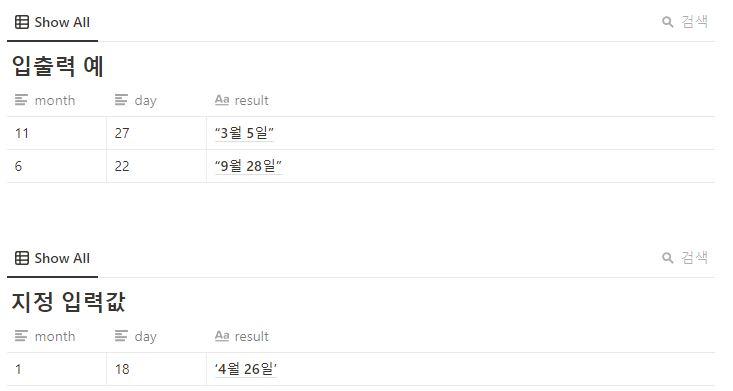 Show All 검색
입출력 예
month day Aa result
11 27 “3월 5일”
6 22 “9월 28일”
Show All 검색
지정 입력값
month day Aa result
1 18 ‘4월 26일’